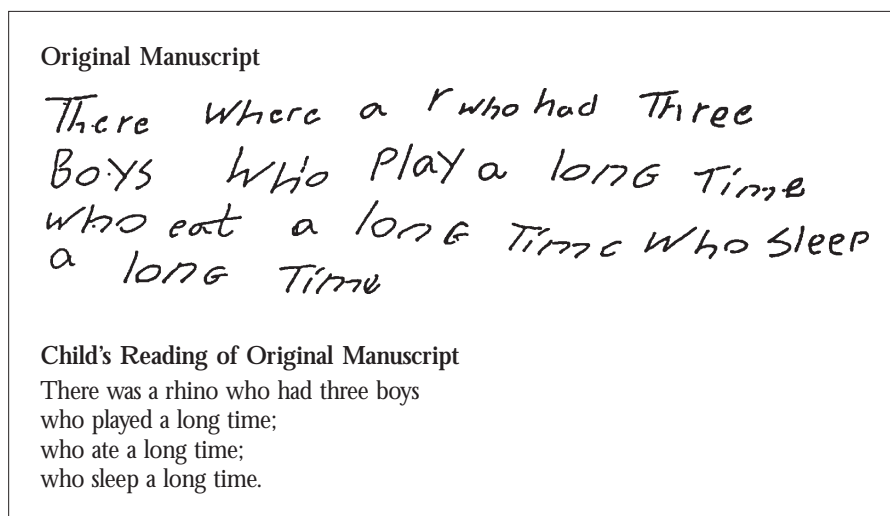 Original Manuscript
There where a r who had Three
BoYS who PlaY a lonG Time
who eat a lonG Time who SleeP
a lonG Time
Child's Reading of Original Manuscript
There was a rhino who had three boys
who played a long time;
who ate a long time;
who sleep a long time.